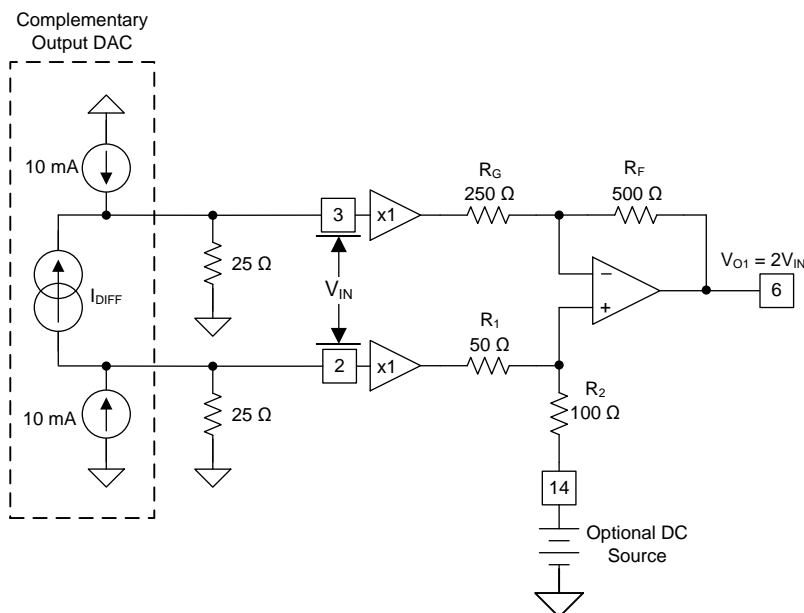 Complementary
Output DAC
10 mA
I_DIFF
10 mA
25 Ω
25 Ω
3
V_IN
2
x1
x1
R_G
250 Ω
R_F
500 Ω
R_1
50 Ω
R_2
100 Ω
−
+
V_O1 = 2V_IN
6
14
Optional DC
Source